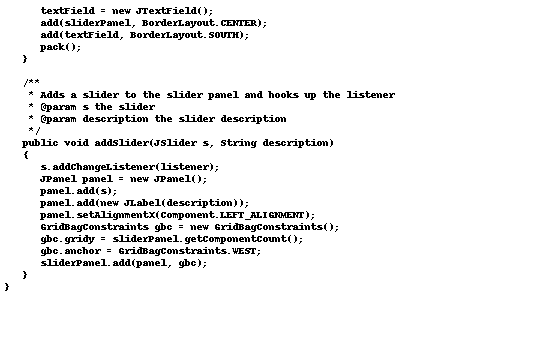 textField = new JTextField();
add(sliderPanel, BorderLayout.CENTER);
add(textField, BorderLayout.SOUTH);
pack();
}
/**
* Adds a slider to the slider panel and hooks up the listener
* @param s the slider
* @param description the slider description
*/
public void addSlider(JSlider s, String description)
{
s.addChangeListener(listener);
JPanel panel = new JPanel();
panel.add(s);
panel.add(new JLabel(description));
panel.setAlignmentX(Component.LEFT_ALIGNMENT);
GridBagConstraints gbc = new GridBagConstraints();
gbc.gridy = sliderPanel.getComponentCount();
gbc.anchor = GridBagConstraints.WEST;
sliderPanel.add(panel, gbc);
}
}